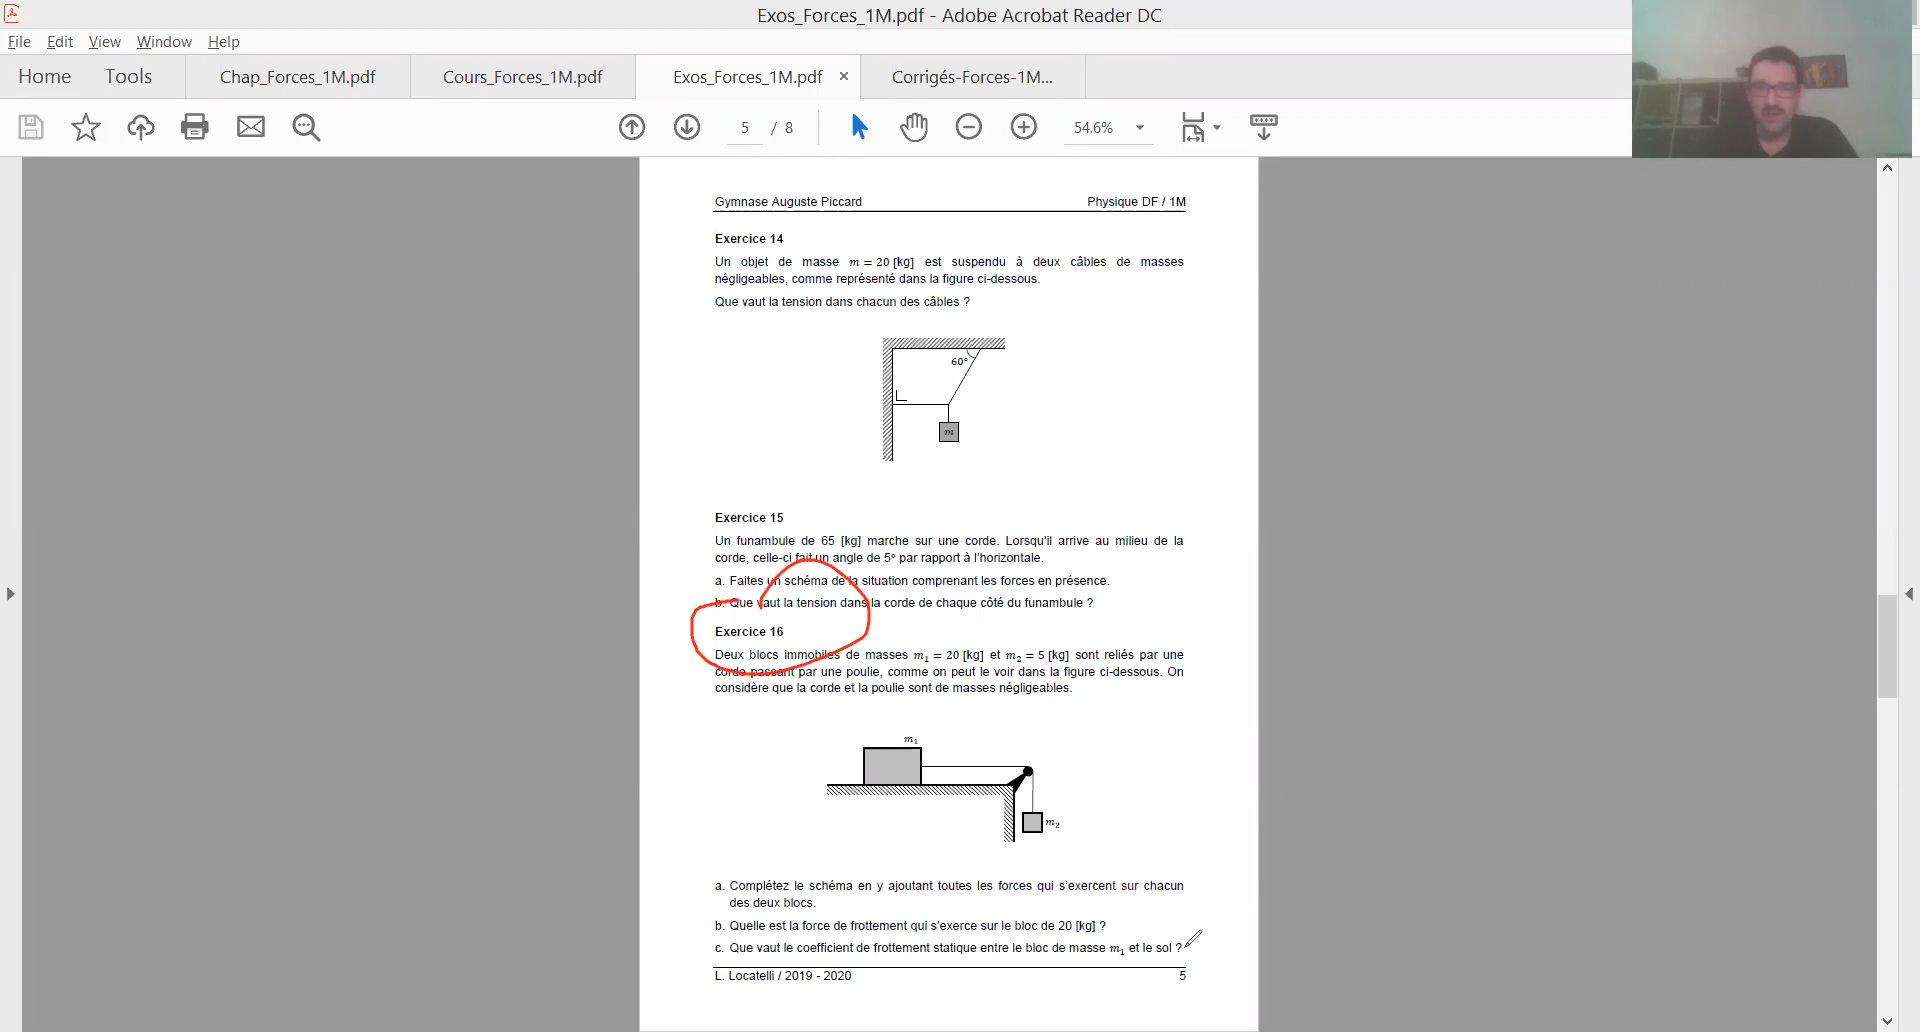 Exos_Forces_1M.pdf - Adobe Acrobat Reader DC
File Edit View Window Help
Home Tools Chap_Forces_1M.pdf Cours_Forces_1M.pdf Exos_Forces_1M.pdf × Corrigés-Forces-1M...
5 / 8 54.6%
Gymnase Auguste Piccard Physique DF / 1M
Exercice 14
Un objet de masse m = 20 [kg] est suspendu à deux câbles de masses
négligeables, comme représenté dans la figure ci-dessous.
Que vaut la tension dans chacun des câbles ?
60°
m
Exercice 15
Un funambule de 65 [kg] marche sur une corde. Lorsqu'il arrive au milieu de la
corde, celle-ci fait un angle de 5° par rapport à l'horizontale.
a. Faites un schéma de la situation comprenant les forces en présence.
b. Que vaut la tension dans la corde de chaque côté du funambule ?
Exercice 16
Deux blocs immobiles de masses m₁ = 20 [kg] et m₂ = 5 [kg] sont reliés par une
corde passant par une poulie, comme on peut le voir dans la figure ci-dessous. On
considère que la corde et la poulie sont de masses négligeables.
m₁
m₂
a. Complétez le schéma en y ajoutant toutes les forces qui s'exercent sur chacun
des deux blocs.
b. Quelle est la force de frottement qui s'exerce sur le bloc de 20 [kg] ?
c. Que vaut le coefficient de frottement statique entre le bloc de masse m₁ et le sol ?
L. Locatelli / 2019 - 2020 5